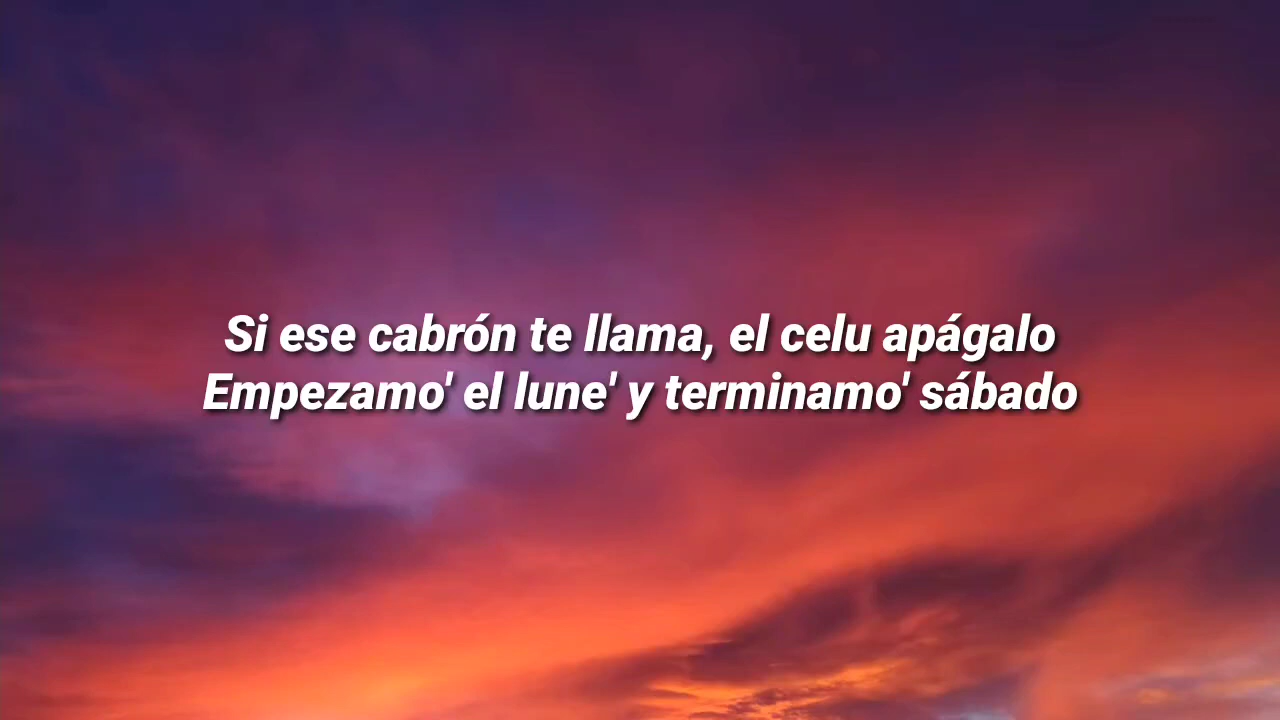 Si ese cabrón te llama, el celu apágalo
Empezamo' el lune' y terminamo' sábado